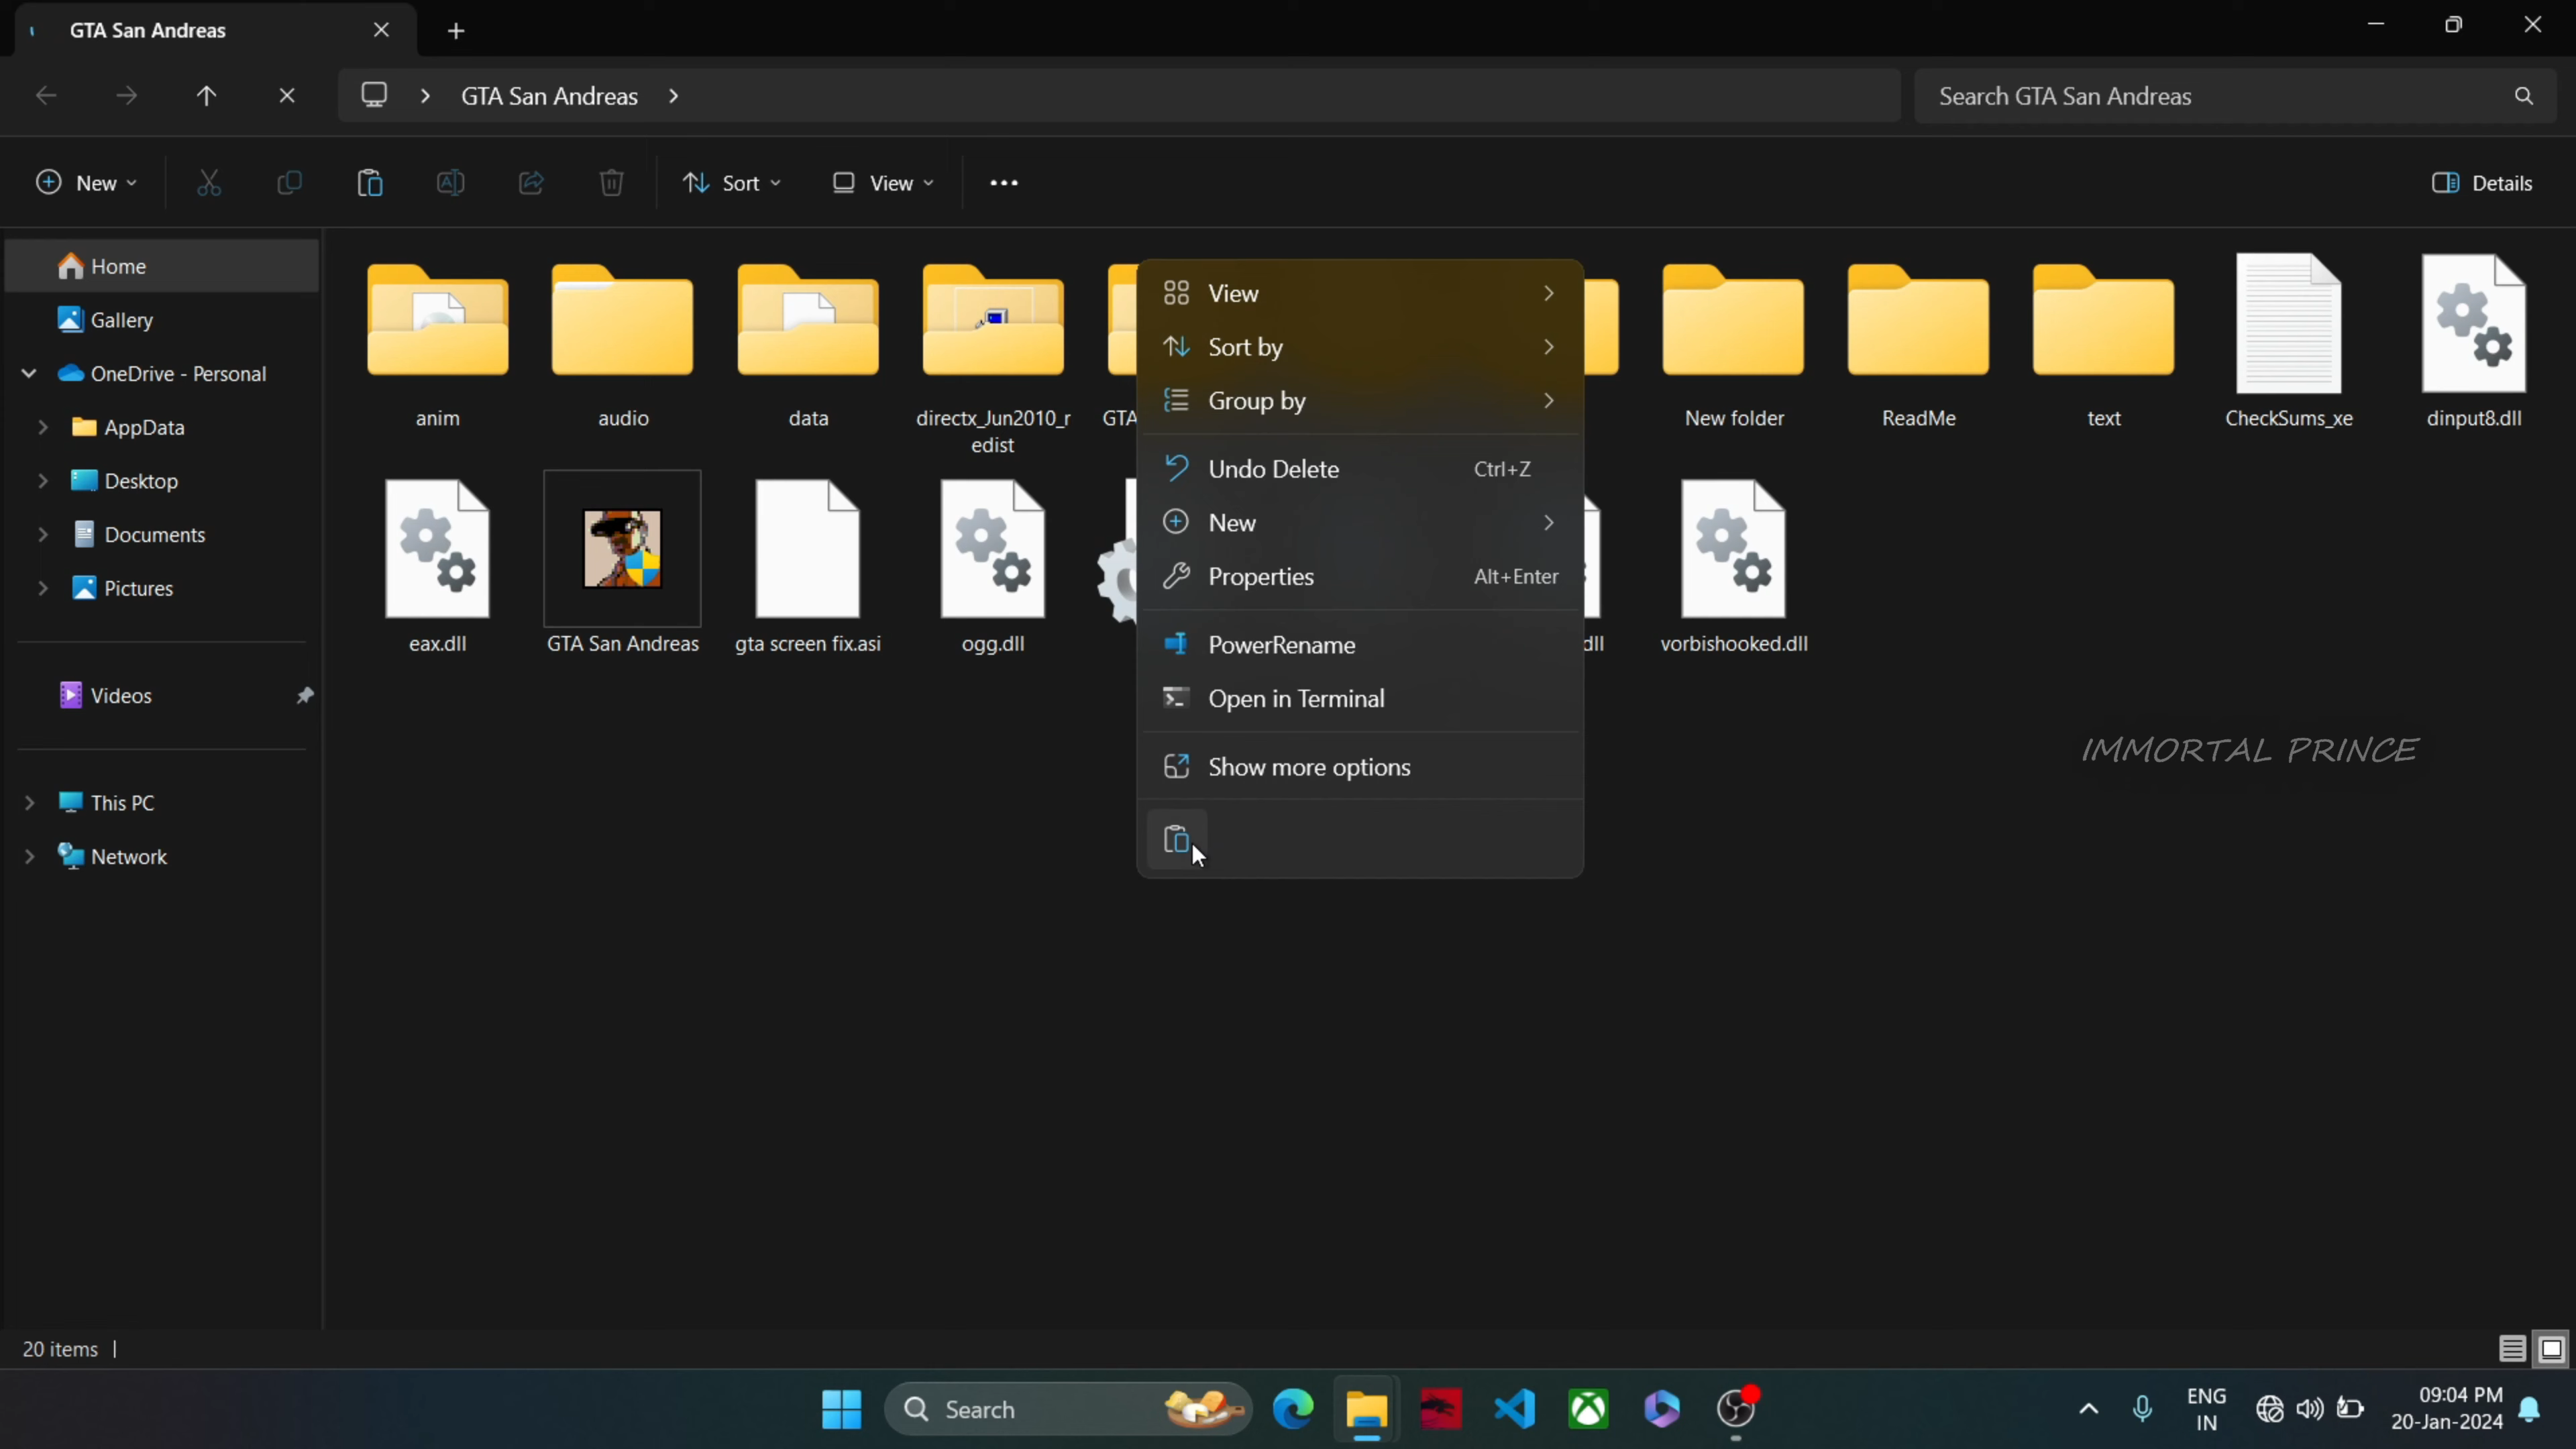 GTA San Andreas
GTA San Andreas
Search GTA San Andreas
New
Sort
View
Details
Home
Gallery
OneDrive - Personal
AppData
Desktop
Documents
Pictures
Videos
This PC
Network
anim
audio
data
directx_Jun2010_r
edist
GTA
New folder
ReadMe
text
CheckSums_xe
dinput8.dll
eax.dll
GTA San Andreas
gta screen fix.asi
ogg.dll
dll
vorbishooked.dll
View
Sort by
Group by
Undo Delete Ctrl+Z
New
Properties Alt+Enter
PowerRename
Open in Terminal
Show more options
IMMORTAL PRINCE
20 items
Search
ENG
IN
09:04 PM
20-Jan-2024